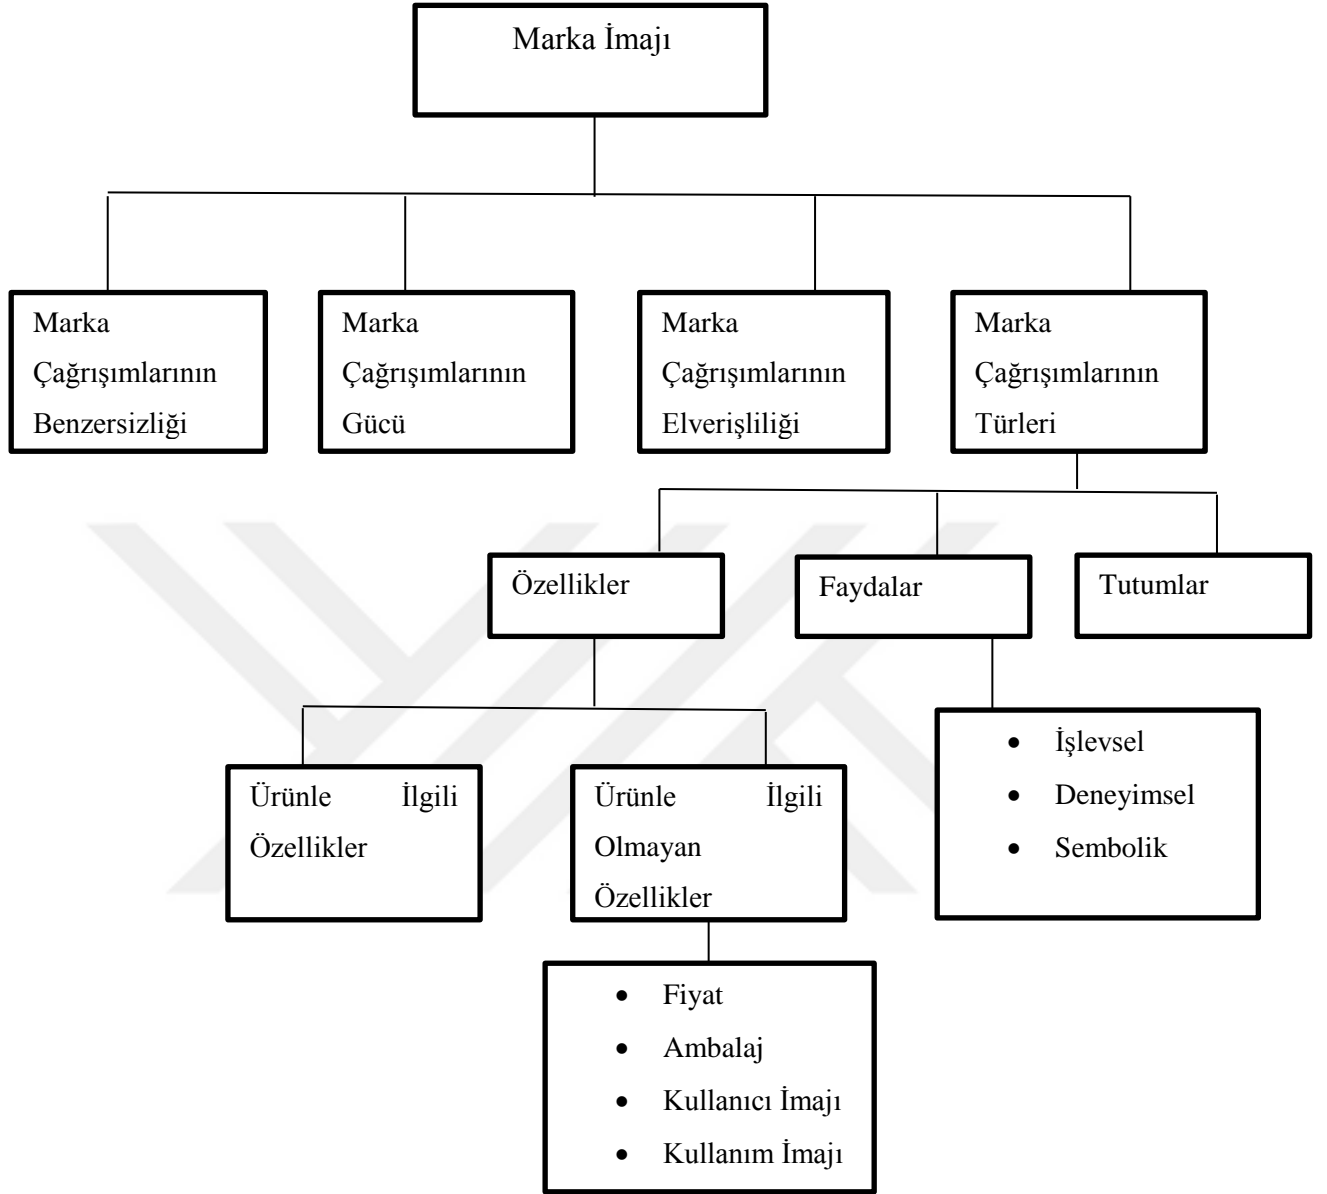 Marka İmajı
Marka
Çağrışımlarının
Benzersizliği
Marka
Çağrışımlarının
Gücü
Marka
Çağrışımlarının
Elverişliliği
Marka
Çağrışımlarının
Türleri
Özellikler
Faydalar
Tutumlar
Ürünle İlgili
Özellikler
Ürünle İlgili
Olmayan
Özellikler
• İşlevsel
• Deneyimsel
• Sembolik
• Fiyat
• Ambalaj
• Kullanıcı İmajı
• Kullanım İmajı